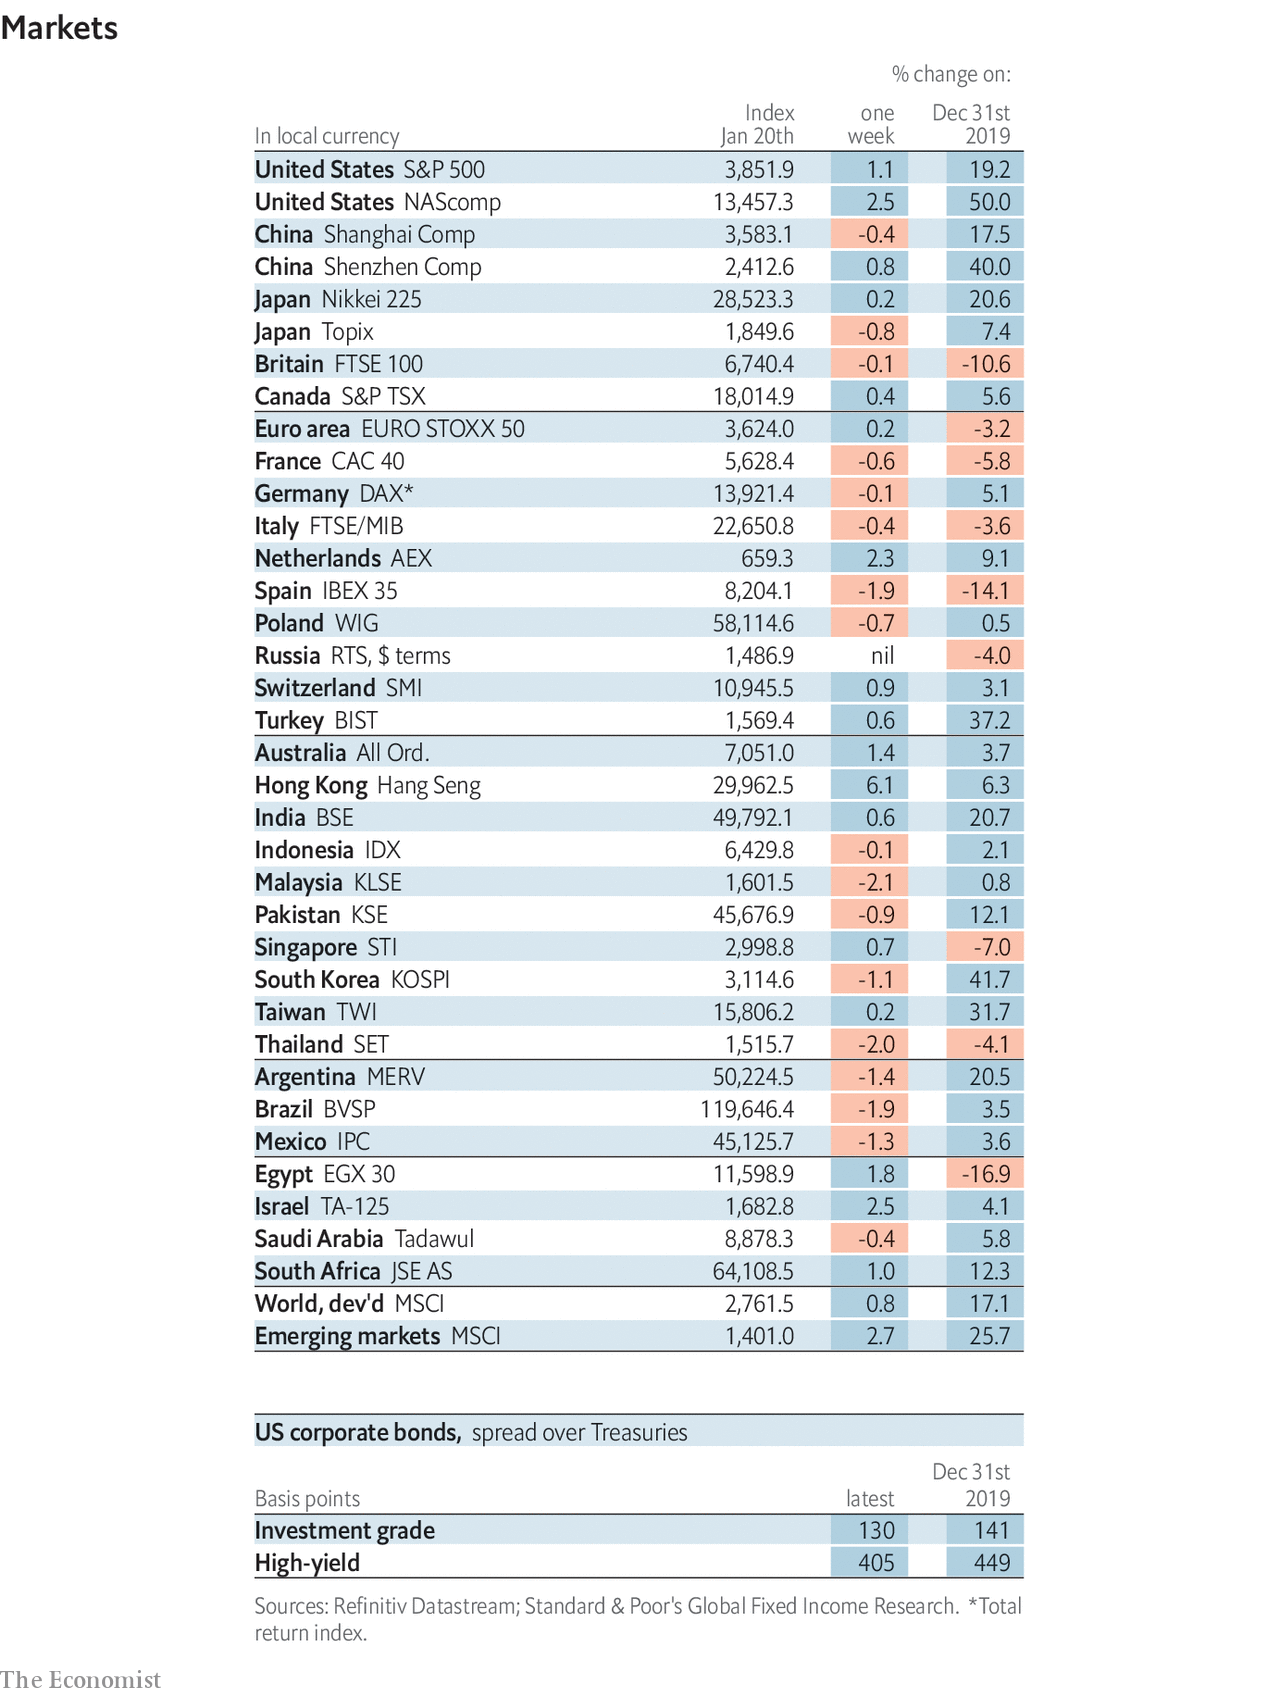 Markets
% change on:
Index one Dec 31st
In local currency Jan 20th week 2019
United States S&P 500 3,851.9 1.1 19.2
United States NAScomp 13,457.3 2.5 50.0
China Shanghai Comp 3,583.1 -0.4 17.5
China Shenzhen Comp 2,412.6 0.8 40.0
Japan Nikkei 225 28,523.3 0.2 20.6
Japan Topix 1,849.6 -0.8 7.4
Britain FTSE 100 6,740.4 -0.1 -10.6
Canada S&P TSX 18,014.9 0.4 5.6
Euro area EURO STOXX 50 3,624.0 0.2 -3.2
France CAC 40 5,628.4 -0.6 -5.8
Germany DAX* 13,921.4 -0.1 5.1
Italy FTSE/MIB 22,650.8 -0.4 -3.6
Netherlands AEX 659.3 2.3 9.1
Spain IBEX 35 8,204.1 -1.9 -14.1
Poland WIG 58,114.6 -0.7 0.5
Russia RTS, $ terms 1,486.9 nil -4.0
Switzerland SMI 10,945.5 0.9 3.1
Turkey BIST 1,569.4 0.6 37.2
Australia All Ord. 7,051.0 1.4 3.7
Hong Kong Hang Seng 29,962.5 6.1 6.3
India BSE 49,792.1 0.6 20.7
Indonesia IDX 6,429.8 -0.1 2.1
Malaysia KLSE 1,601.5 -2.1 0.8
Pakistan KSE 45,676.9 -0.9 12.1
Singapore STI 2,998.8 0.7 -7.0
South Korea KOSPI 3,114.6 -1.1 41.7
Taiwan TWI 15,806.2 0.2 31.7
Thailand SET 1,515.7 -2.0 -4.1
Argentina MERV 50,224.5 -1.4 20.5
Brazil BVSP 119,646.4 -1.9 3.5
Mexico IPC 45,125.7 -1.3 3.6
Egypt EGX 30 11,598.9 1.8 -16.9
Israel TA-125 1,682.8 2.5 4.1
Saudi Arabia Tadawul 8,878.3 -0.4 5.8
South Africa JSE AS 64,108.5 1.0 12.3
World, dev'd MSCI 2,761.5 0.8 17.1
Emerging markets MSCI 1,401.0 2.7 25.7
US corporate bonds, spread over Treasuries
Dec 31st
Basis points latest 2019
Investment grade 130 141
High-yield 405 449
Sources: Refinitiv Datastream; Standard & Poor's Global Fixed Income Research. *Total
return index.
The Economist